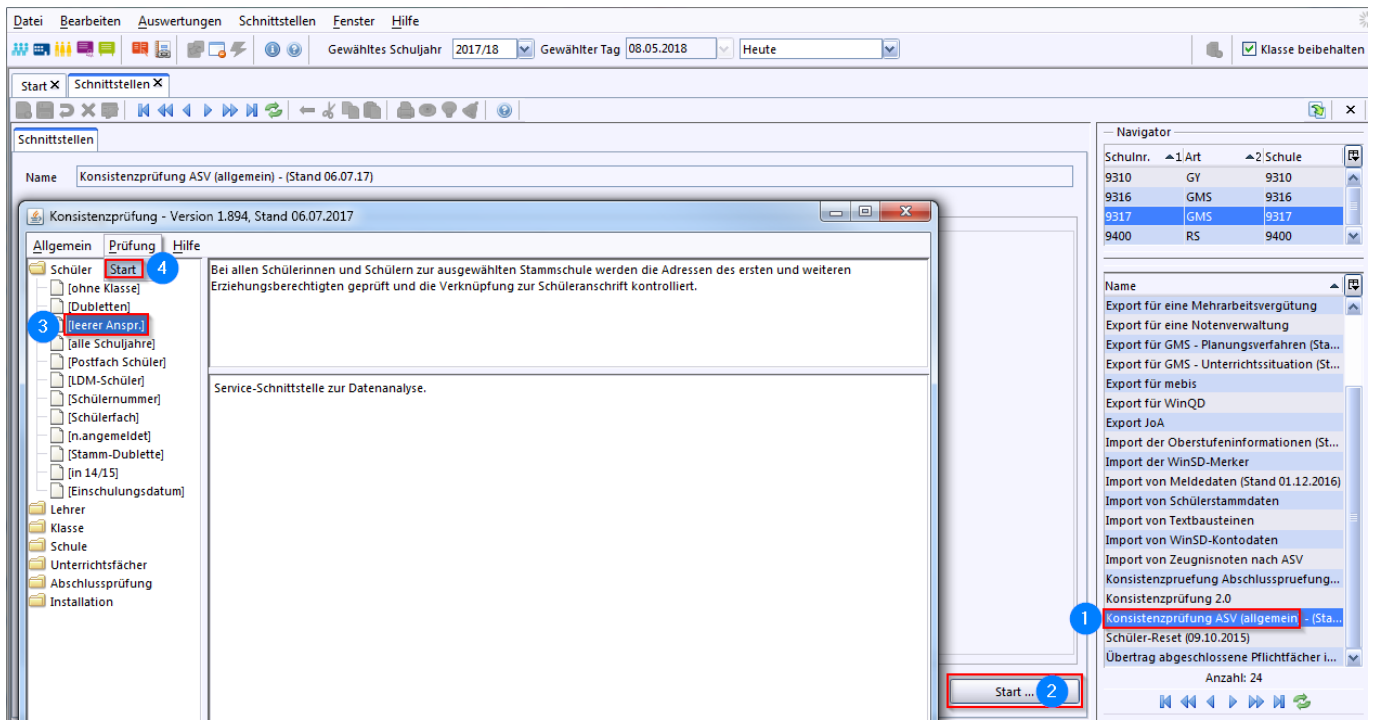 Datei Bearbeiten Auswertungen Schnittstellen Fenster Hilfe
Gewähltes Schuljahr 2017/18 Gewählter Tag 08.05.2018 Heute Klasse beibehalten
Start Schnittstellen
Schnittstellen
Name Konsistenzprüfung ASV (allgemein) - (Stand 06.07.17)
Konsistenzprüfung - Version 1.894, Stand 06.07.2017
Allgemein Prüfung Hilfe
Schüler Start 4
[ohne Klasse]
[Dubletten]
3 [leerer Anspr.]
[alle Schuljahre]
[Postfach Schüler]
[LDM-Schüler]
[Schülernummer]
[Schülerfach]
[n.angemeldet]
[Stamm-Dublette]
[in 14/15]
[Einschulungsdatum]
Lehrer
Klasse
Schule
Unterrichtsfächer
Abschlussprüfung
Installation
Bei allen Schülerinnen und Schülern zur ausgewählten Stammschule werden die Adressen des ersten und weiteren
Erziehungsberechtigten geprüft und die Verknüpfung zur Schüleranschrift kontrolliert.
Service-Schnittstelle zur Datenanalyse.
Start ... 2
Navigator
Schulnr. 1 Art 2 Schule
9310 GY 9310
9316 GMS 9316
9317 GMS 9317
9400 RS 9400
Name
Export für eine Mehrarbeitsvergütung
Export für eine Notenverwaltung
Export für GMS - Planungsverfahren (Sta...
Export für GMS - Unterrichtssituation (St...
Export für mebis
Export für WinQD
Export JoA
Import der Oberstufeninformationen (St...
Import der WinSD-Merker
Import von Meldedaten (Stand 01.12.2016)
Import von Schülerstammdaten
Import von Textbausteinen
Import von WinSD-Kontodaten
Import von Zeugnisnoten nach ASV
Konsistenzpruefung Abschlusspruefung...
Konsistenzprüfung 2.0
1 Konsistenzprüfung ASV (allgemein) - (Sta...
Schüler-Reset (09.10.2015)
Übertrag abgeschlossene Pflichtfächer i...
Anzahl: 24